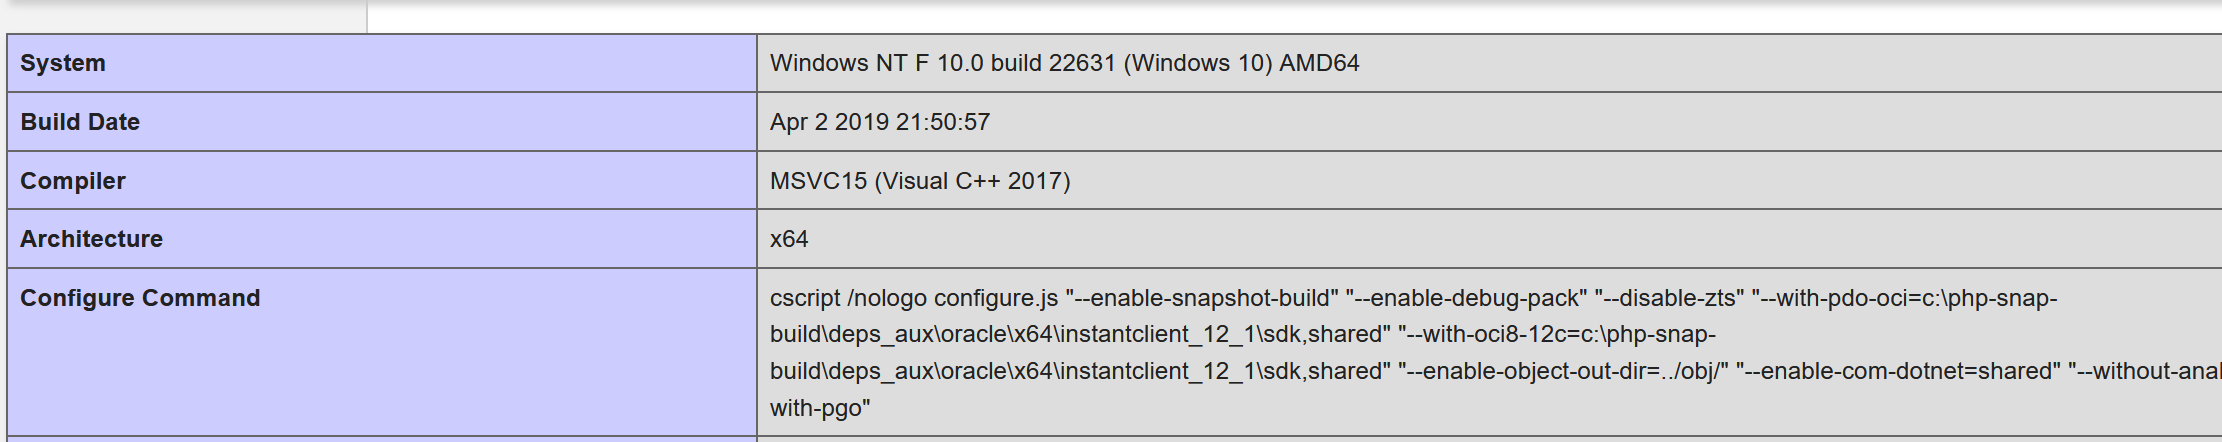 System
Windows NT F 10.0 build 22631 (Windows 10) AMD64
Build Date
Apr 2 2019 21:50:57
Compiler
MSVC15 (Visual C++ 2017)
Architecture
x64
Configure Command
cscript /nologo configure.js "--enable-snapshot-build" "--enable-debug-pack" "--disable-zts" "--with-pdo-oci=c:\php-snap-
build\deps_aux\oracle\x64\instantclient_12_1\sdk,shared" "--with-oci8-12c=c:\php-snap-
build\deps_aux\oracle\x64\instantclient_12_1\sdk,shared" "--enable-object-out-dir=../obj/" "--enable-com-dotnet=shared"
with-pgo"